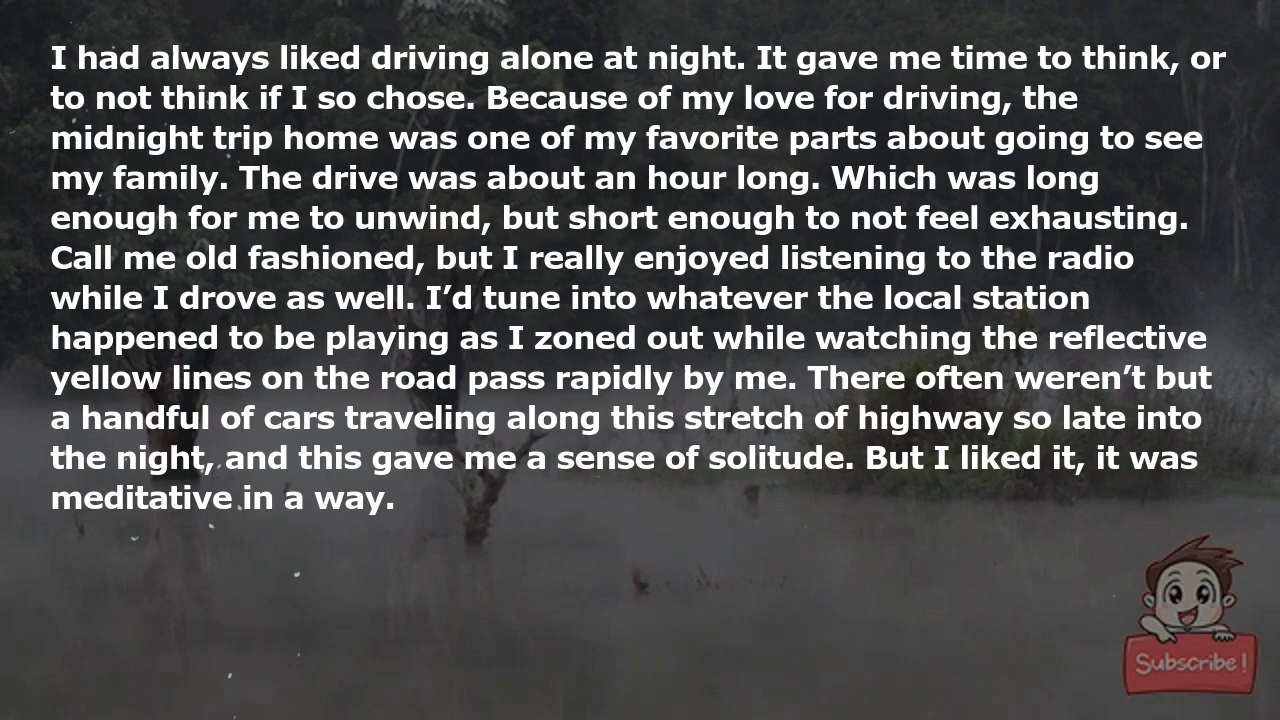 I had always liked driving alone at night. It gave me time to think, or
to not think if I so chose. Because of my love for driving, the
midnight trip home was one of my favorite parts about going to see
my family. The drive was about an hour long. Which was long
enough for me to unwind, but short enough to not feel exhausting.
Call me old fashioned, but I really enjoyed listening to the radio
while I drove as well. I’d tune into whatever the local station
happened to be playing as I zoned out while watching the reflective
yellow lines on the road pass rapidly by me. There often weren’t but
a handful of cars traveling along this stretch of highway so late into
the night, and this gave me a sense of solitude. But I liked it, it was
meditative in a way.
Subscribe!